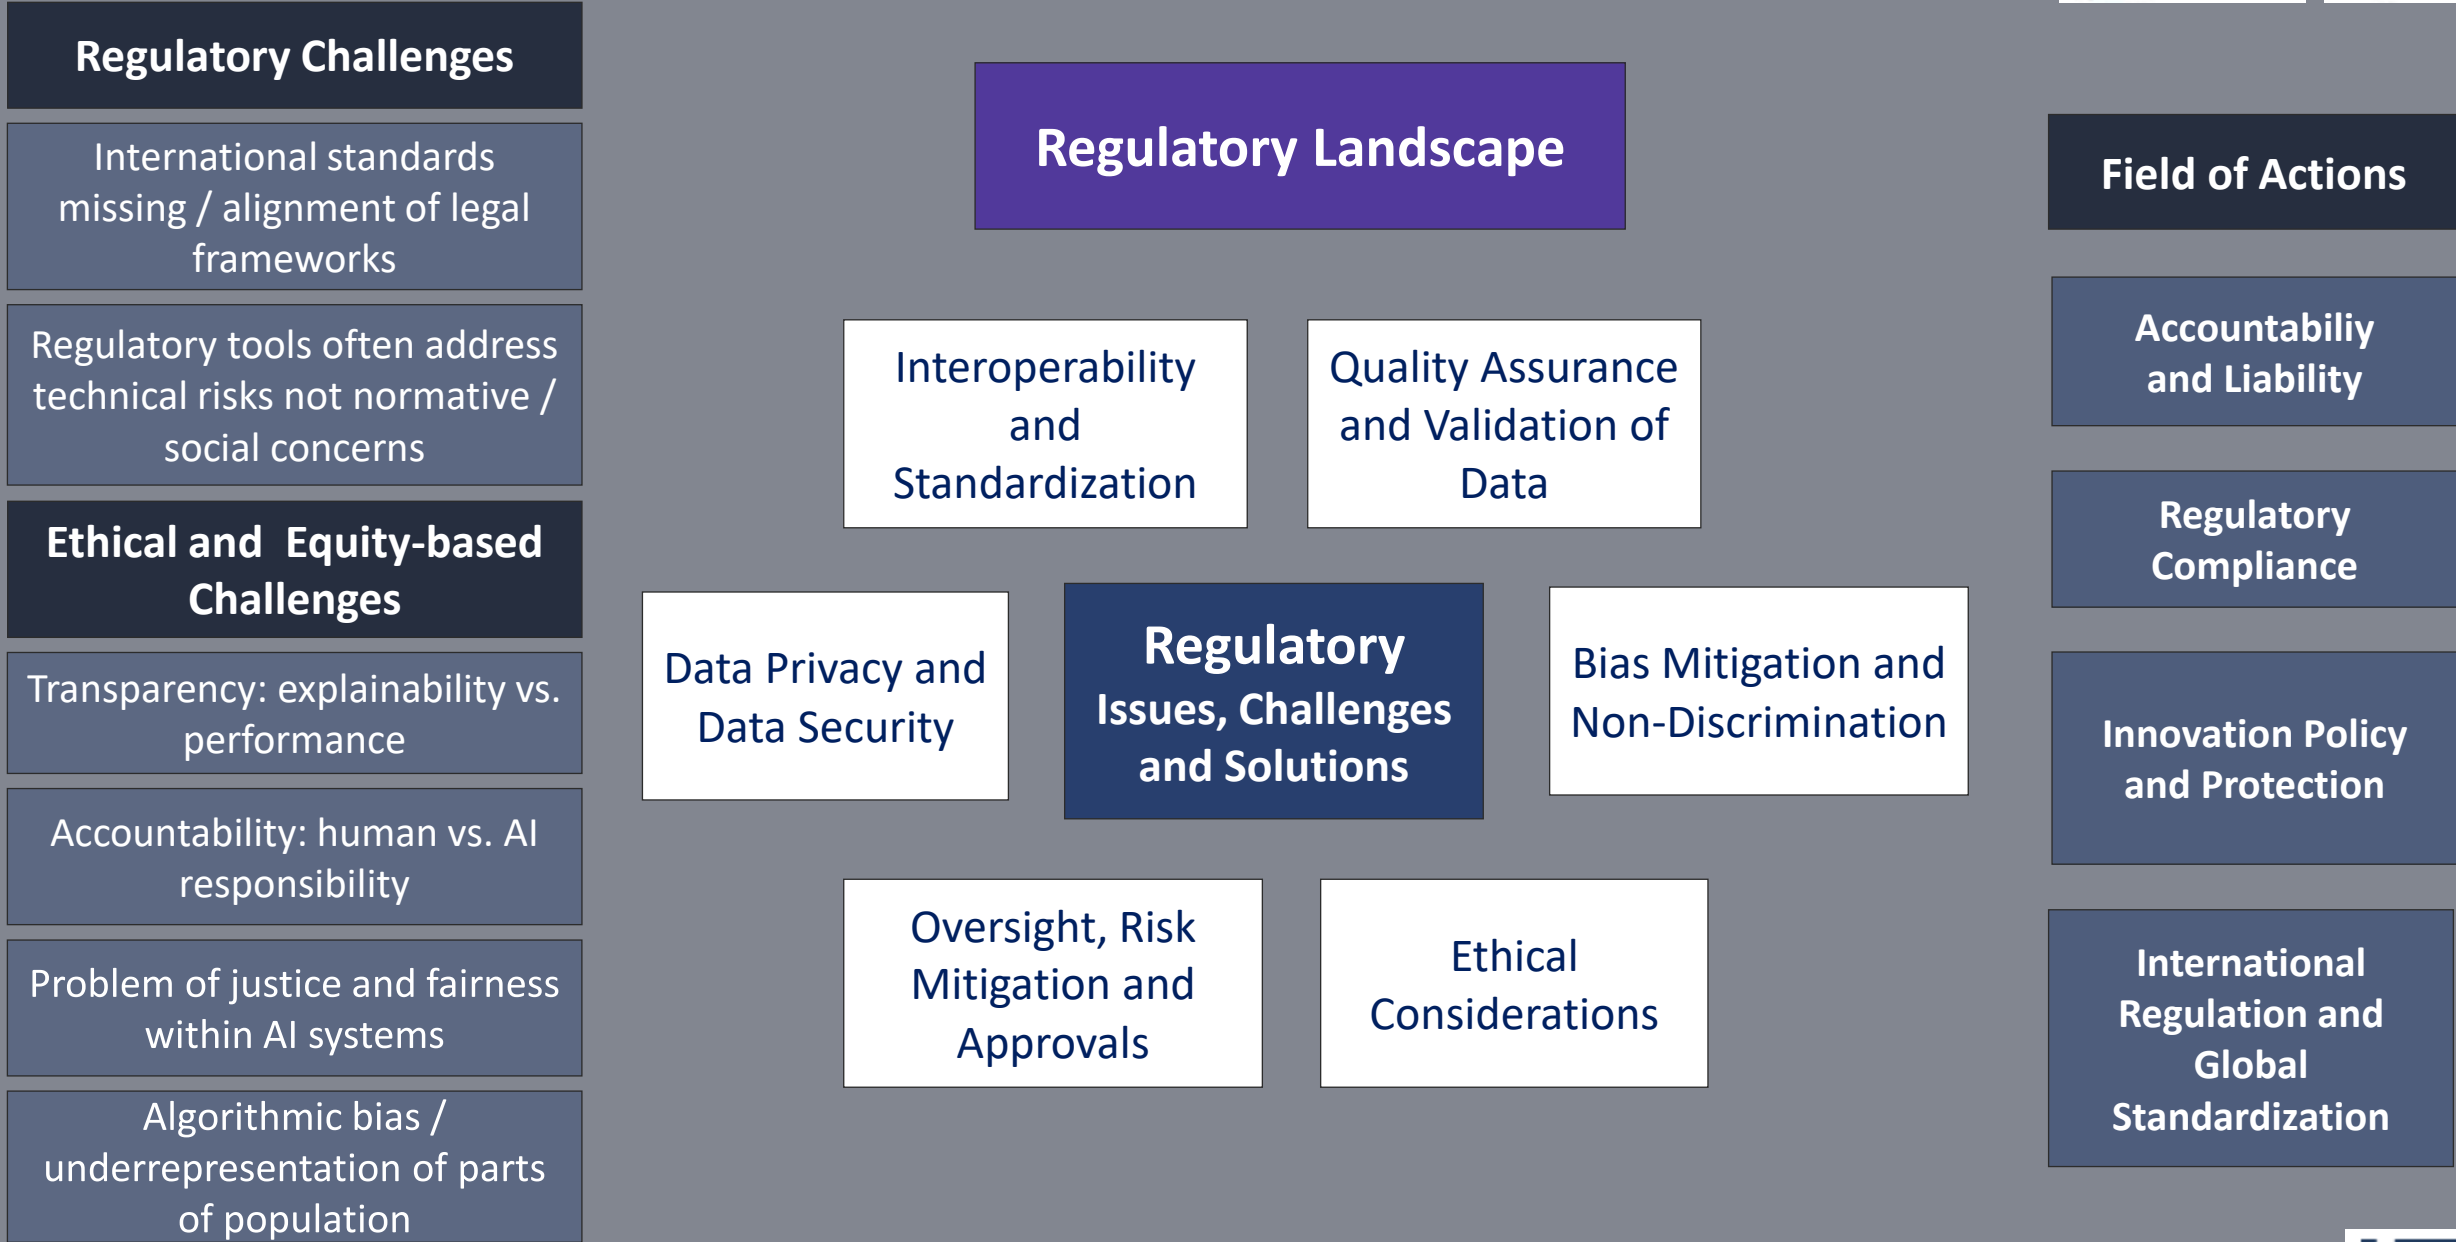 Regulatory Challenges
International standards
missing / alignment of legal
frameworks
Regulatory tools often address
technical risks not normative /
social concerns
Ethical and  Equity-based
Challenges
Transparency: explainability vs.
performance
Accountability: human vs. AI
responsibility
Problem of justice and fairness
within AI systems
Algorithmic bias /
underrepresentation of parts
of population
Regulatory Landscape
Interoperability
and
Standardization
Quality Assurance
and Validation of
Data
Data Privacy and
Data Security
Regulatory
Issues, Challenges
and Solutions
Bias Mitigation and
Non-Discrimination
Oversight, Risk
Mitigation and
Approvals
Ethical
Considerations
Field of Actions
Accountabiliy
and Liability
Regulatory
Compliance
Innovation Policy
and Protection
International
Regulation and
Global
Standardization